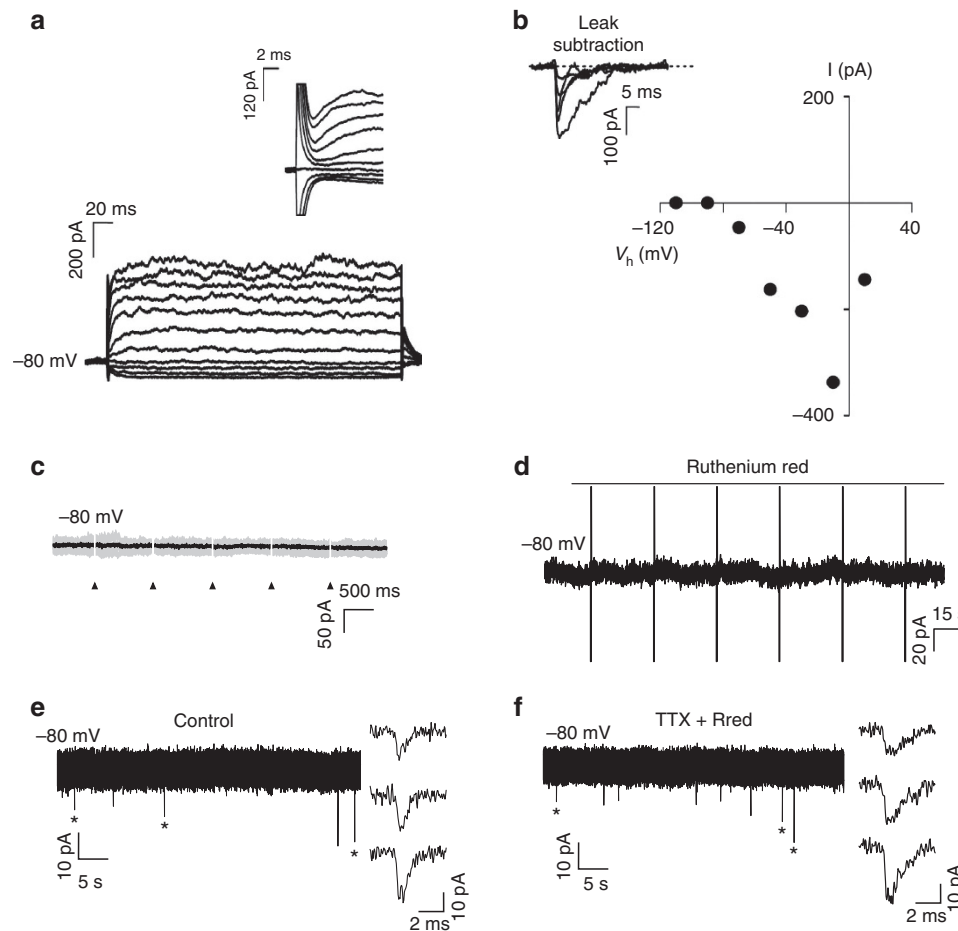 a
2 ms
120 pA
20 ms
200 pA
–80 mV
b
Leak
subtraction
5 ms
100 pA
I (pA)
200
–120
–40
40
Vh (mV)
–400
c
–80 mV
500 ms
50 pA
d
Ruthenium red
–80 mV
15
20 pA
e
Control
–80 mV
*
*
*
10 pA
5 s
10 pA
2 ms
f
TTX + Rred
–80 mV
*
*
*
10 pA
5 s
10 pA
2 ms